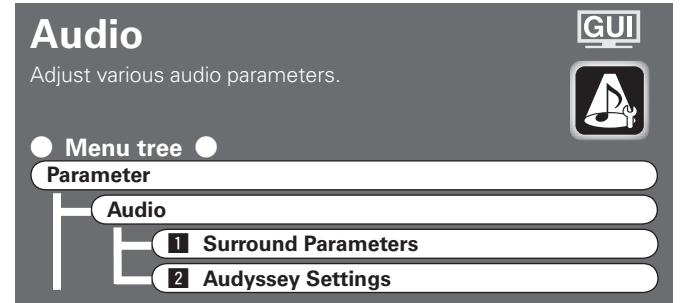 Audio
GUI
Adjust various audio parameters.
● Menu tree ●
Parameter
Audio
1 Surround Parameters
2 Audyssey Settings